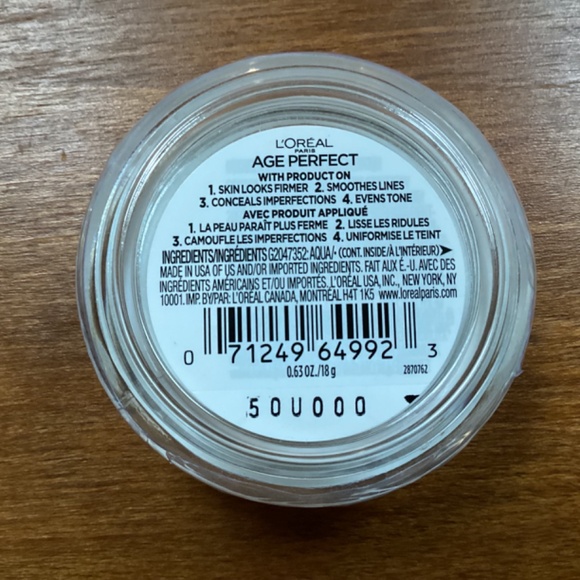 L'ORÉAL
PARIS
AGE PERFECT
WITH PRODUCT ON
1. SKIN LOOKS FIRMER 2. SMOOTHES LINES
3. CONCEALS IMPERFECTIONS 4. EVENS TONE
AVEC PRODUIT APPLIQUÉ
1. LA PEAU PARAÎT PLUS FERME 2. LISSE LES RIDULES
3. CAMOUFLE LES IMPERFECTIONS 4. UNIFORMISE LE TEINT
INGREDIENTS/INGRÉDIENTS G2047352: AQUA/• (CONT. INSIDE/À L'INTÉRIEUR)➤
MADE IN USA OF US AND/OR IMPORTED INGREDIENTS. FAIT AUX É.-U. AVEC DES
INGRÉDIENTS AMÉRICAINS ET/OU IMPORTÉS. L'ORÉAL USA, INC., NEW YORK, NY
10001. IMP. BY/PAR: L'ORÉAL CANADA, MONTRÉAL H4T 1K5 www.lorealparis.com
0 71249 64992 3
0.63 OZ./18 g
2870762
50U000